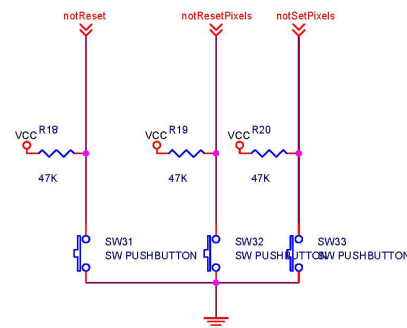 notReset notResetPixels notSetPixels
VCC R18 VCC R19 VCC R20
47K 47K 47K
SW31 SW32 SW33
SW PUSHBUTTON SW PUSHBUTTON SW PUSHBUTTON